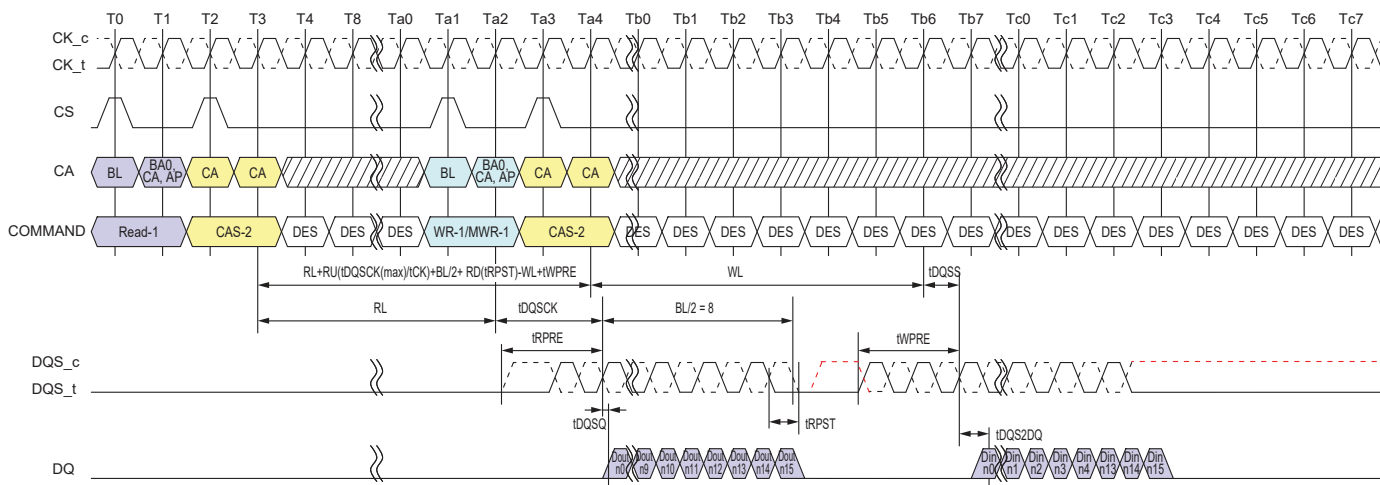 T0 T1 T2 T3 T4 T8 Ta0 Ta1 Ta2 Ta3 Ta4 Tb0 Tb1 Tb2 Tb3 Tb4 Tb5 Tb6 Tb7 Tc0 Tc1 Tc2 Tc3 Tc4 Tc5 Tc6 Tc7
CK_c
CK_t
CS
CA BL BA0, CA, AP CA CA BL BA0, CA, AP CA CA
COMMAND Read-1 CAS-2 DES DES DES WR-1/MWR-1 CAS-2 DES DES DES DES DES DES DES DES DES DES DES DES DES DES DES DES
RL+RU(tDQSCK(max)/tCK)+BL/2+ RD(tRPST)-WL+tWPRE WL tDQSS
RL tDQSCK BL/2 = 8
tRPRE tWPRE
DQS_c
DQS_t
tDQSQ tRPST tDQS2DQ
DQ Dout n0 Dout n9 Dout n10 Dout n11 Dout n12 Dout n13 Dout n14 Dout n15 Din n0 Din n1 Din n2 Din n3 Din n4 Din n13 Din n14 Din n15